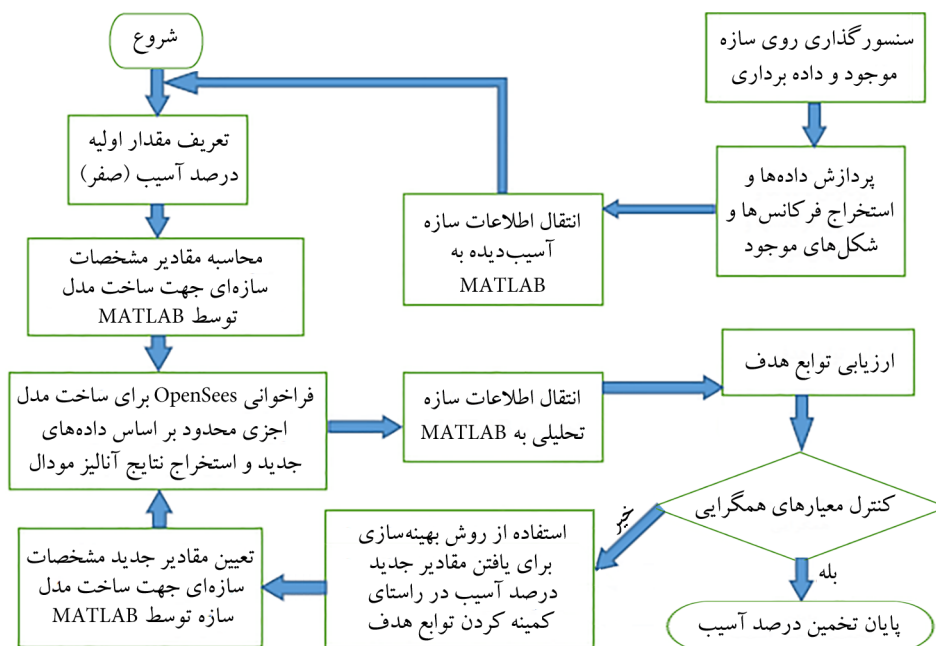 شروع
سنسورگذاری روی سازه
موجود و داده برداری
تعریف مقدار اولیه
درصد آسیب (صفر)
پردازش داده‌ها و
استخراج فرکانس‌ها و
شکل‌های موجود
انتقال اطلاعات سازه
آسیب‌دیده به
MATLAB
محاسبه مقادیر مشخصات
سازه‌ای جهت ساخت مدل
توسط MATLAB
فراخوانی OpenSees برای ساخت مدل
اجزی محدود بر اساس داده‌های
جدید و استخراج نتایج آنالیز مودال
انتقال اطلاعات سازه
تحلیلی به MATLAB
ارزیابی توابع هدف
کنترل معیارهای همگرایی
خیر
بله
استفاده از روش بهینه‌سازی
برای یافتن مقادیر جدید
درصد آسیب در راستای
کمینه کردن توابع هدف
تعیین مقادیر جدید مشخصات
سازه‌ای جهت ساخت مدل
سازه توسط MATLAB
پایان تخمین درصد آسیب